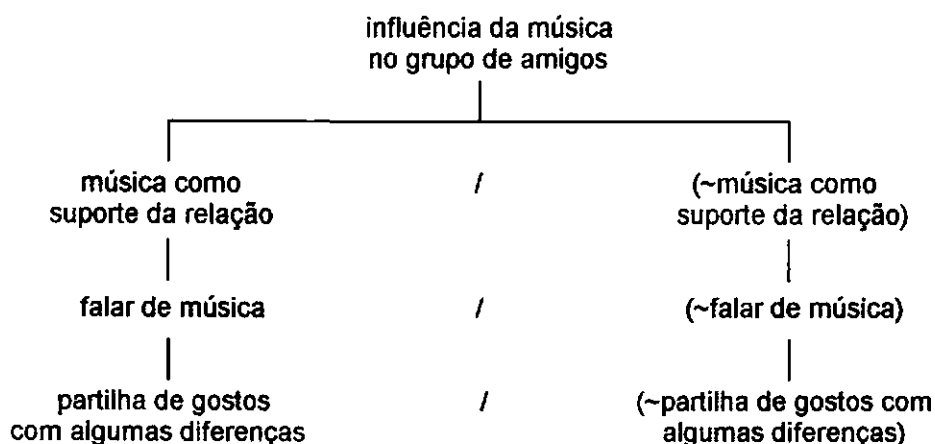 influência da música
no grupo de amigos
música como / (~música como
suporte da relação suporte da relação)
falar de música / (~falar de música)
partilha de gostos / (~partilha de gostos com
com algumas diferenças algumas diferenças)